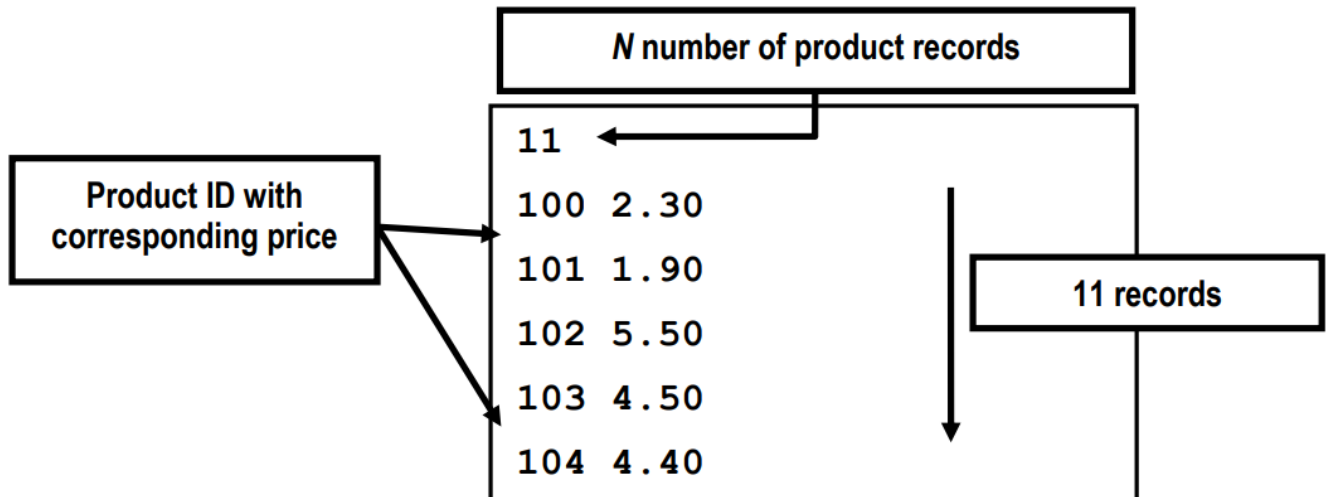 N number of product records
11
Product ID with
corresponding price
100 2.30
101 1.90
102 5.50
103 4.50
104 4.40
11 records